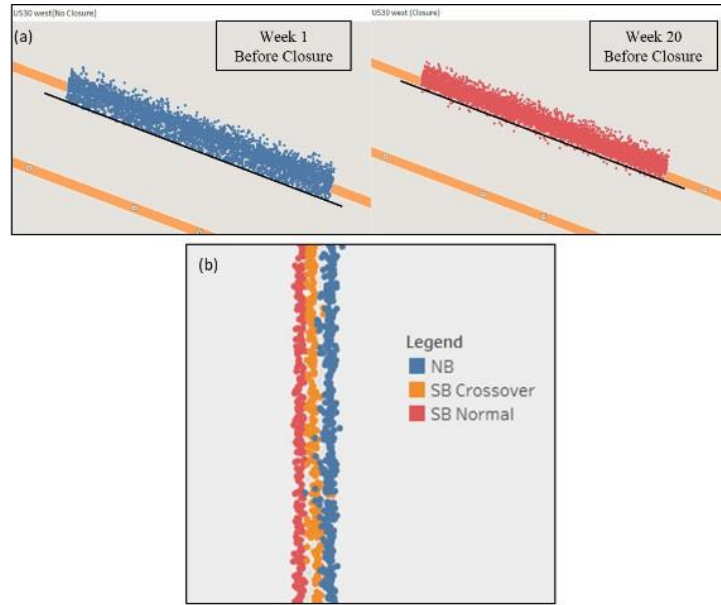 US30 west(No Closure)
US30 west (Closure)
(a)
Week 1
Before Closure
Week 20
Before Closure
(b)
Legend
NB
SB Crossover
SB Normal